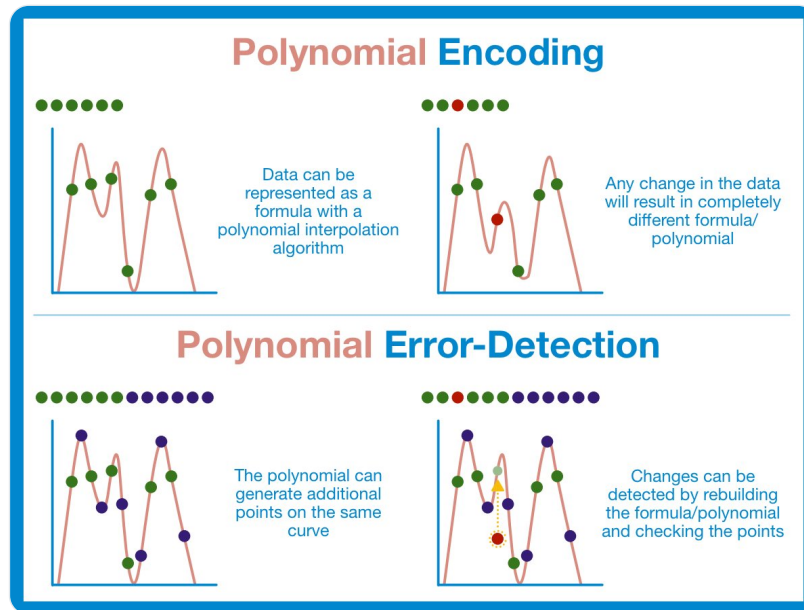 Polynomial Encoding
Data can be
represented as a
formula with a
polynomial interpolation
algorithm
Any change in the data
will result in completely
different formula/
polynomial
Polynomial Error-Detection
The polynomial can
generate additional
points on the same
curve
Changes can be
detected by rebuilding
the formula/polynomial
and checking the points